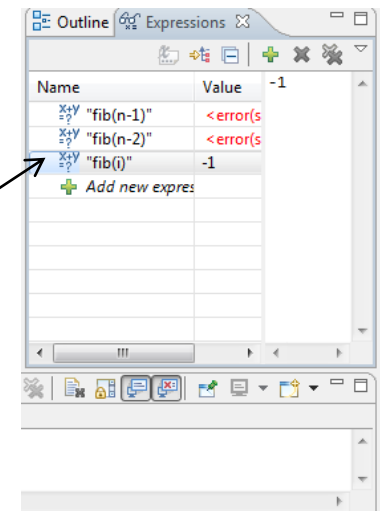 Outline Expressions
Name Value -1
"fib(n-1)" <error(s
"fib(n-2)" <error(s
"fib(i)" -1
Add new expres